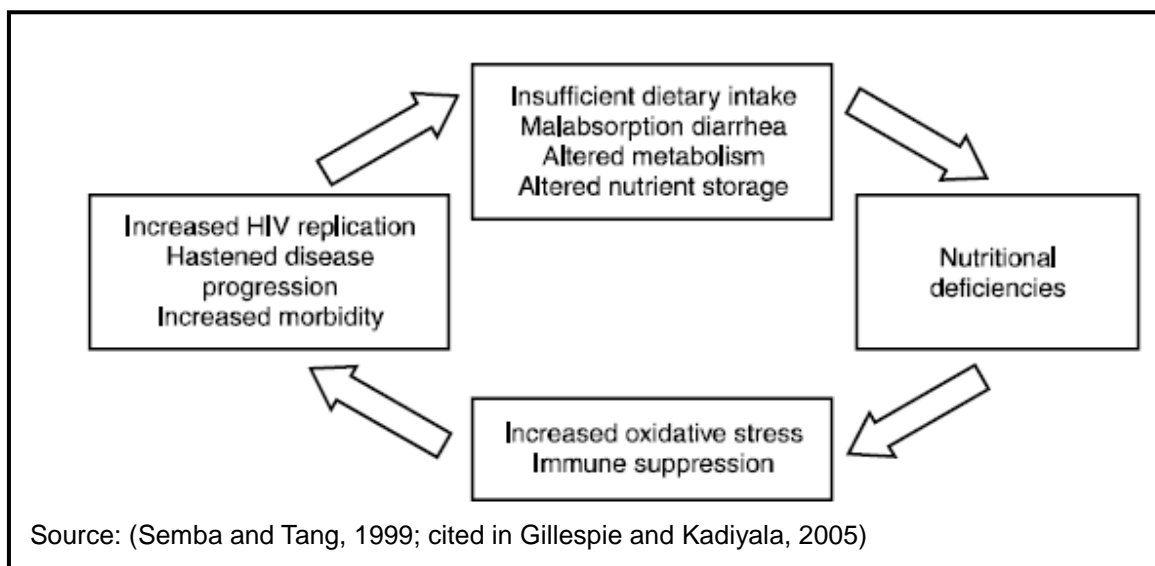 Insufficient dietary intake
Malabsorption diarrhea
Altered metabolism
Altered nutrient storage
Increased HIV replication
Hastened disease
progression
Increased morbidity
Nutritional
deficiencies
Increased oxidative stress
Immune suppression
Source: (Semba and Tang, 1999; cited in Gillespie and Kadiyala, 2005)